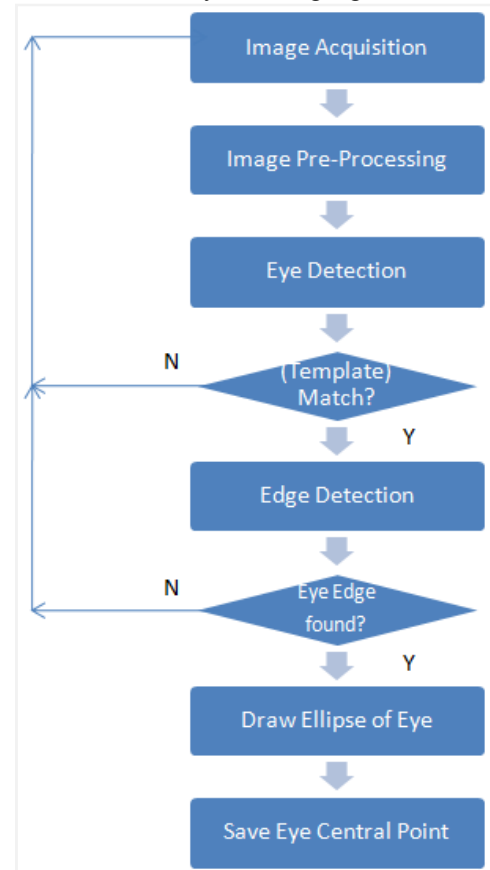 Image Acquisition
Image Pre-Processing
Eye Detection
(Template)
Match?
N
Y
Edge Detection
Eye Edge
found?
N
Y
Draw Ellipse of Eye
Save Eye Central Point